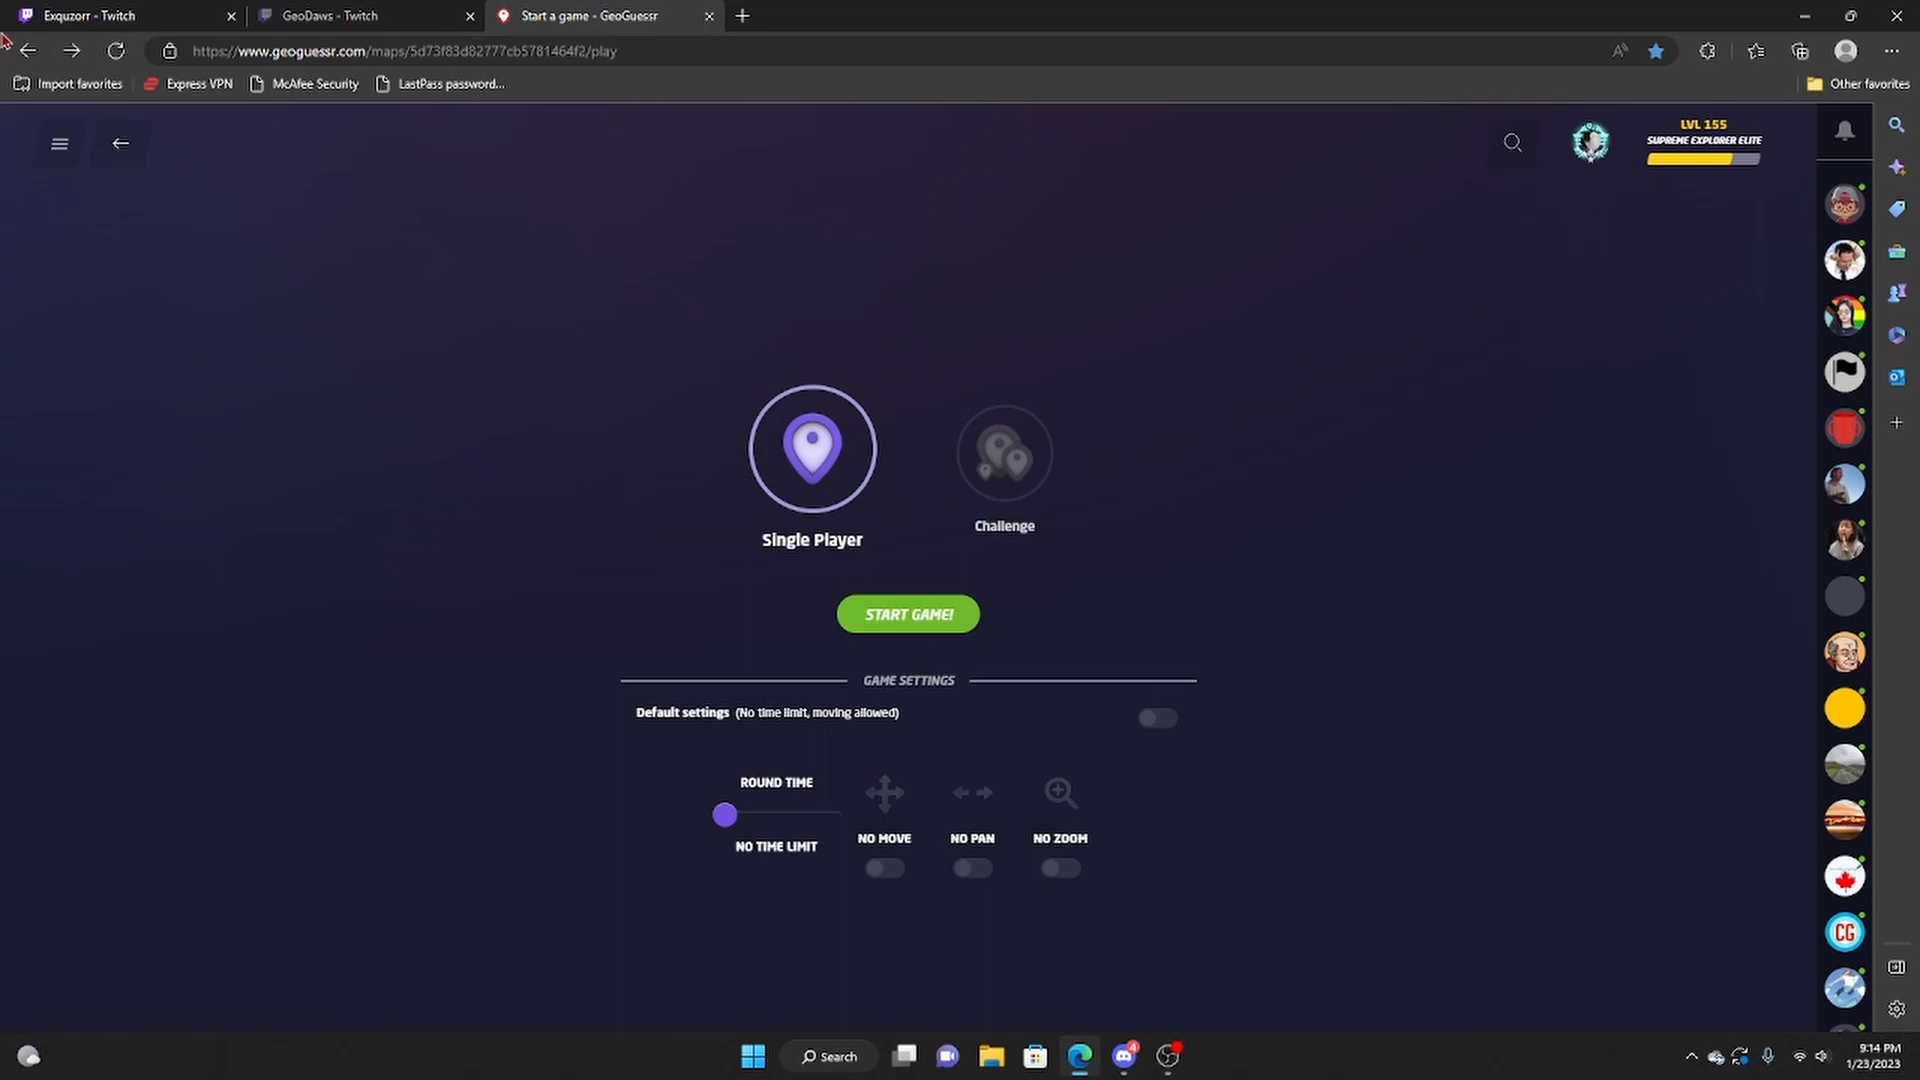 Exquzorr - Twitch
GeoDaws - Twitch
Start a game - GeoGuessr
https://www.geoguessr.com/maps/5d73f83d82777cb5781464f2/play
Import favorites
Express VPN
McAfee Security
LastPass password...
Other favorites
LVL 155
SUPREME EXPLORER ELITE
Single Player
Challenge
START GAME!
GAME SETTINGS
Default settings (No time limit, moving allowed)
ROUND TIME
NO TIME LIMIT
NO MOVE
NO PAN
NO ZOOM
CG
Search
4
9:14 PM
1/23/2023